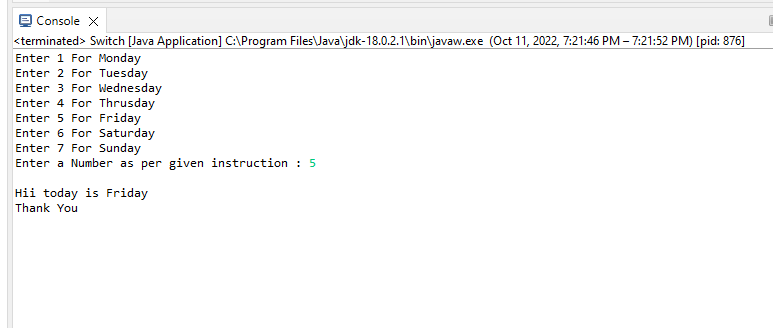 Console
<terminated> Switch [Java Application] C:\Program Files\Java\jdk-18.0.2.1\bin\javaw.exe (Oct 11, 2022, 7:21:46 PM – 7:21:52 PM) [pid: 876]
Enter 1 For Monday
Enter 2 For Tuesday
Enter 3 For Wednesday
Enter 4 For Thrusday
Enter 5 For Friday
Enter 6 For Saturday
Enter 7 For Sunday
Enter a Number as per given instruction : 5
Hii today is Friday
Thank You